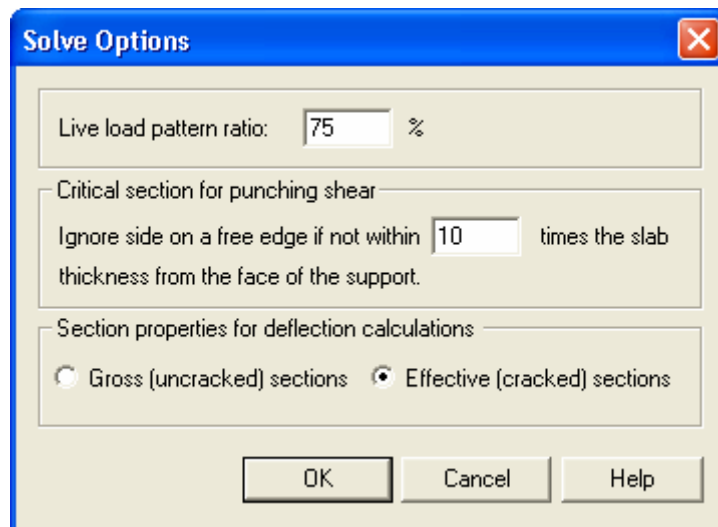 Solve Options
Live load pattern ratio: 75 %
Critical section for punching shear
Ignore side on a free edge if not within 10 times the slab
thickness from the face of the support.
Section properties for deflection calculations
Gross (uncracked) sections Effective (cracked) sections
OK Cancel Help